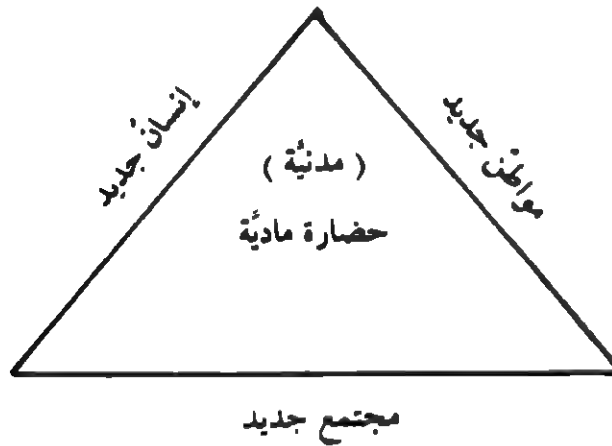 إنسانٌ جديد
مواطن جديد
( مدنيَّة )
حضارة ماديَّة
مجتمع جديد